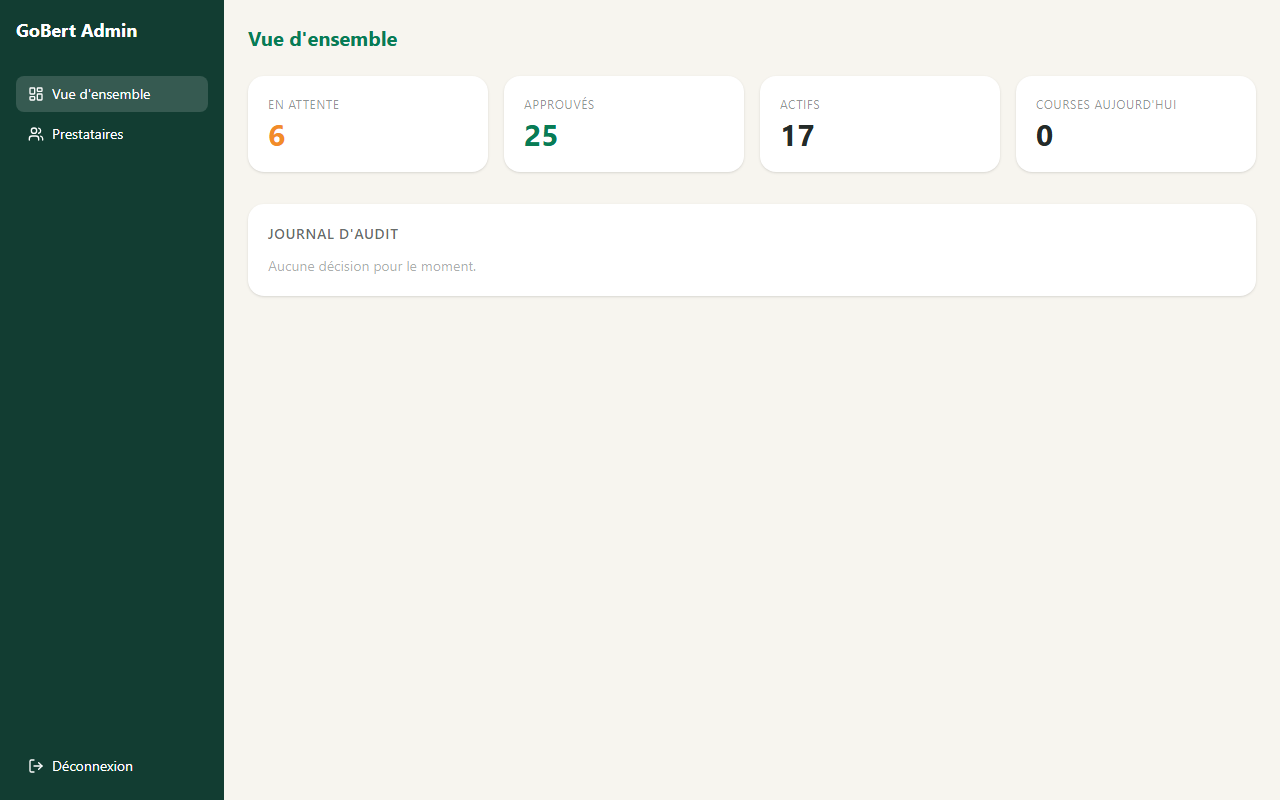 GoBert Admin
Vue d'ensemble
Prestataires
Déconnexion
Vue d'ensemble
EN ATTENTE
6
APPROUVÉS
25
ACTIFS
17
COURSES AUJOURD'HUI
0
JOURNAL D'AUDIT
Aucune décision pour le moment.